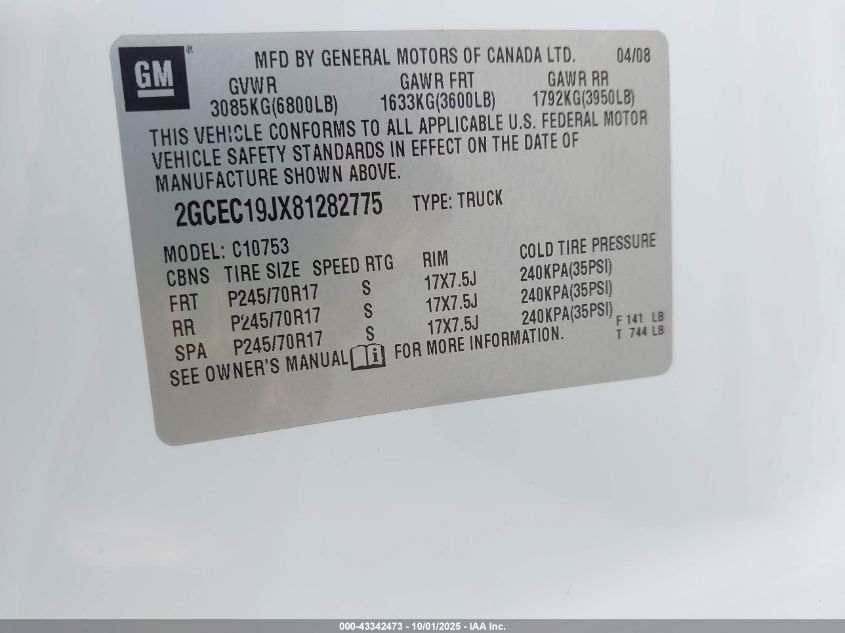 GM ®
MFD BY GENERAL MOTORS OF CANADA LTD. 04/08
GVWR GAWR FRT GAWR RR
3085KG(6800LB) 1633KG(3600LB) 1792KG(3950LB)
THIS VEHICLE CONFORMS TO ALL APPLICABLE U.S. FEDERAL MOTOR
VEHICLE SAFETY STANDARDS IN EFFECT ON THE DATE OF
MANUFACTURE SHOWN ABOVE.
2GCEC19JX81282775 TYPE: TRUCK
MODEL: C10753
CBNS TIRE SIZE SPEED RTG RIM COLD TIRE PRESSURE
FRT P245/70R17 S 17X7.5J 240KPA(35PSI)
RR P245/70R17 S 17X7.5J 240KPA(35PSI)
SPA P245/70R17 S 17X7.5J 240KPA(35PSI)
SEE OWNER'S MANUAL i FOR MORE INFORMATION.
F 141 LB
T 744 LB
000-43342473 - 10/01/2025 - IAA Inc.